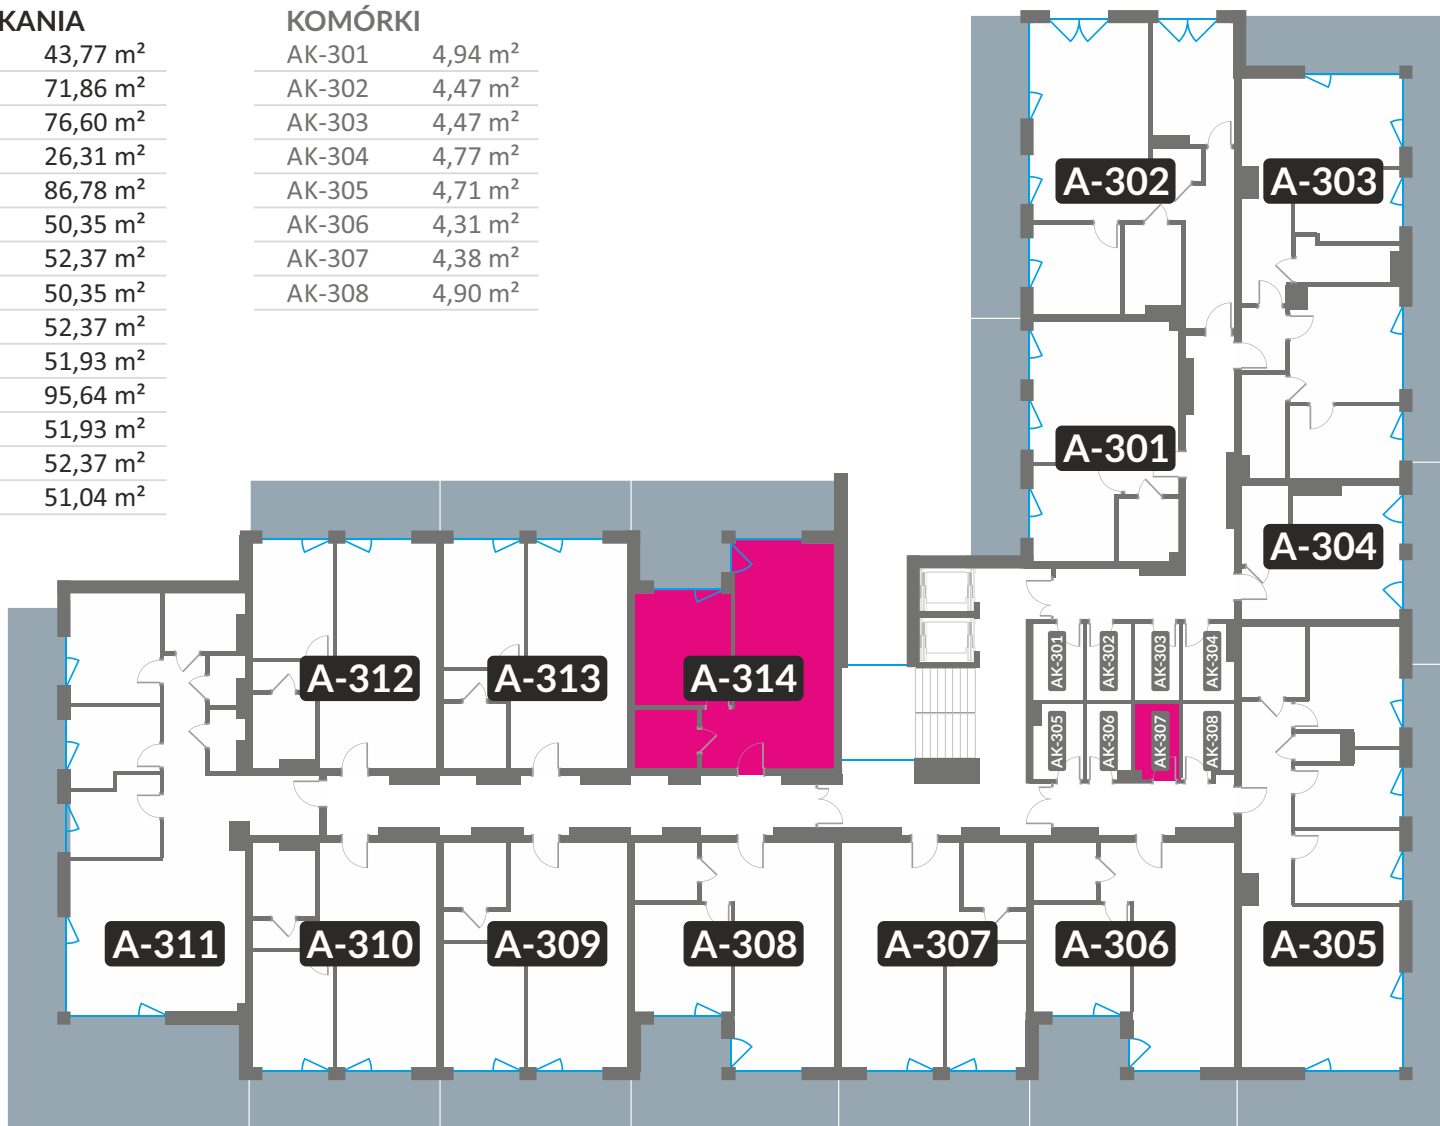 KANIA
43,77 m²
71,86 m²
76,60 m²
26,31 m²
86,78 m²
50,35 m²
52,37 m²
50,35 m²
52,37 m²
51,93 m²
95,64 m²
51,93 m²
52,37 m²
51,04 m²
KOMÓRKI
AK-301 4,94 m²
AK-302 4,47 m²
AK-303 4,47 m²
AK-304 4,77 m²
AK-305 4,71 m²
AK-306 4,31 m²
AK-307 4,38 m²
AK-308 4,90 m²
A-302
A-303
A-301
A-304
AK-301
AK-302
AK-303
AK-304
A-312
A-313
A-314
AK-305
AK-306
AK-307
AK-308
A-311
A-310
A-309
A-308
A-307
A-306
A-305